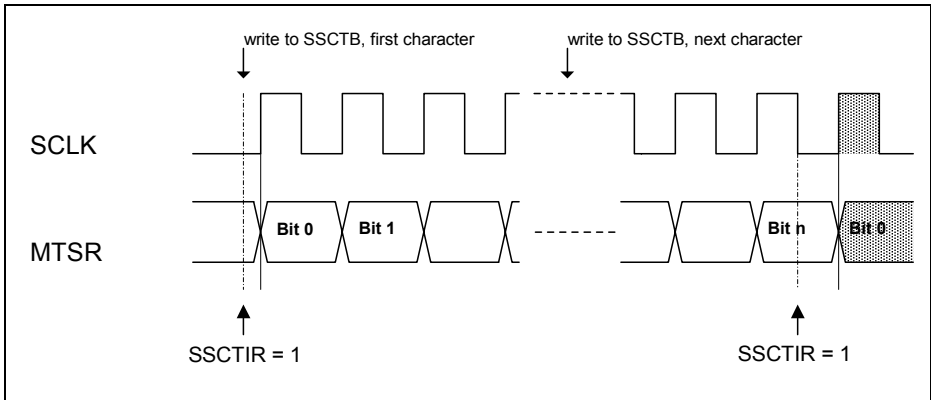 write to SSCTB, first character
write to SSCTB, next character
SCLK
MTSR
Bit 0
Bit 1
Bit n
Bit 0
SSCTIR = 1
SSCTIR = 1